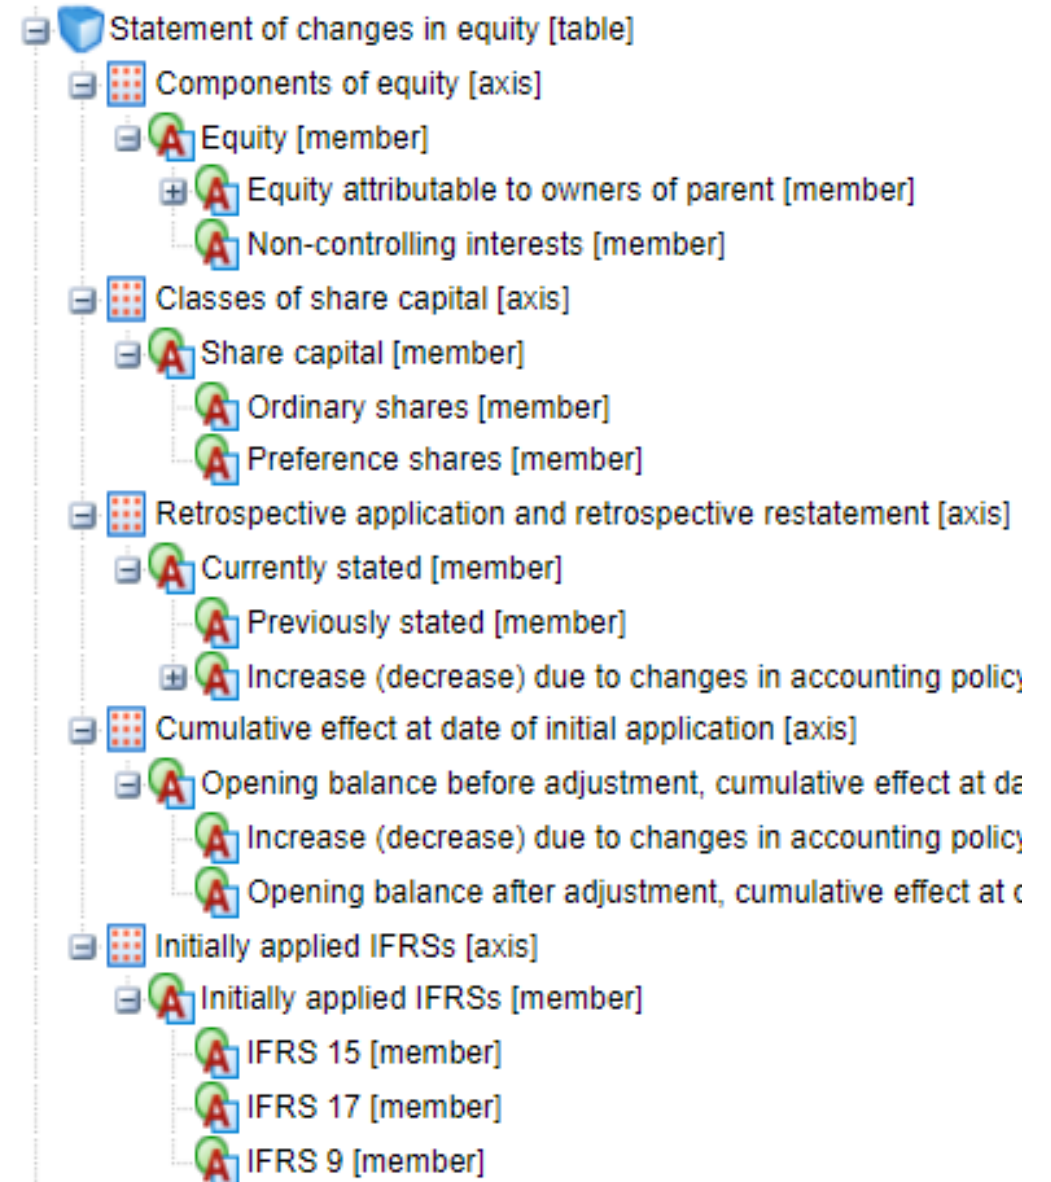 Statement of changes in equity [table]
Components of equity [axis]
Equity [member]
Equity attributable to owners of parent [member]
Non-controlling interests [member]
Classes of share capital [axis]
Share capital [member]
Ordinary shares [member]
Preference shares [member]
Retrospective application and retrospective restatement [axis]
Currently stated [member]
Previously stated [member]
Increase (decrease) due to changes in accounting policy
Cumulative effect at date of initial application [axis]
Opening balance before adjustment, cumulative effect at da
Increase (decrease) due to changes in accounting policy
Opening balance after adjustment, cumulative effect at
Initially applied IFRSs [axis]
Initially applied IFRSs [member]
IFRS 15 [member]
IFRS 17 [member]
IFRS 9 [member]